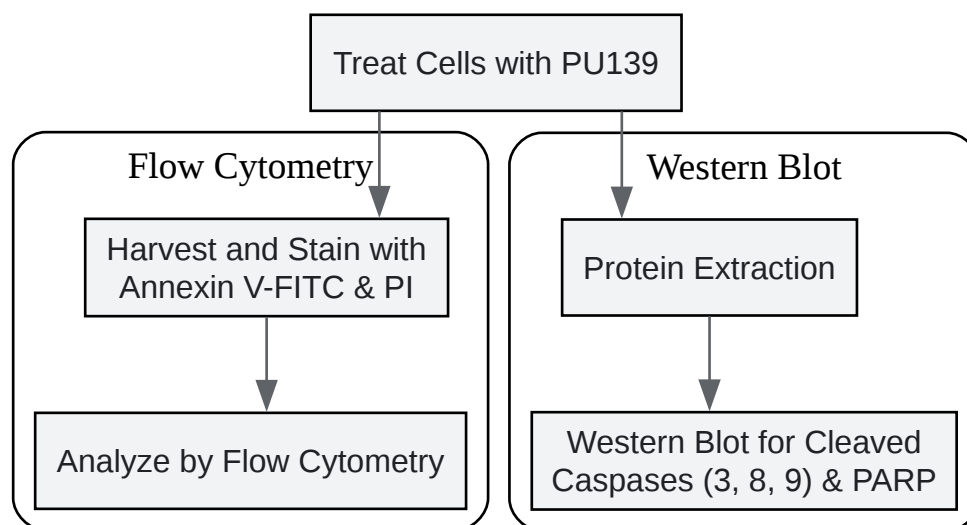 Treat Cells with PU139
Flow Cytometry
Western Blot
Harvest and Stain with
Annexin V-FITC & PI
Protein Extraction
Analyze by Flow Cytometry
Western Blot for Cleaved
Caspases (3, 8, 9) & PARP